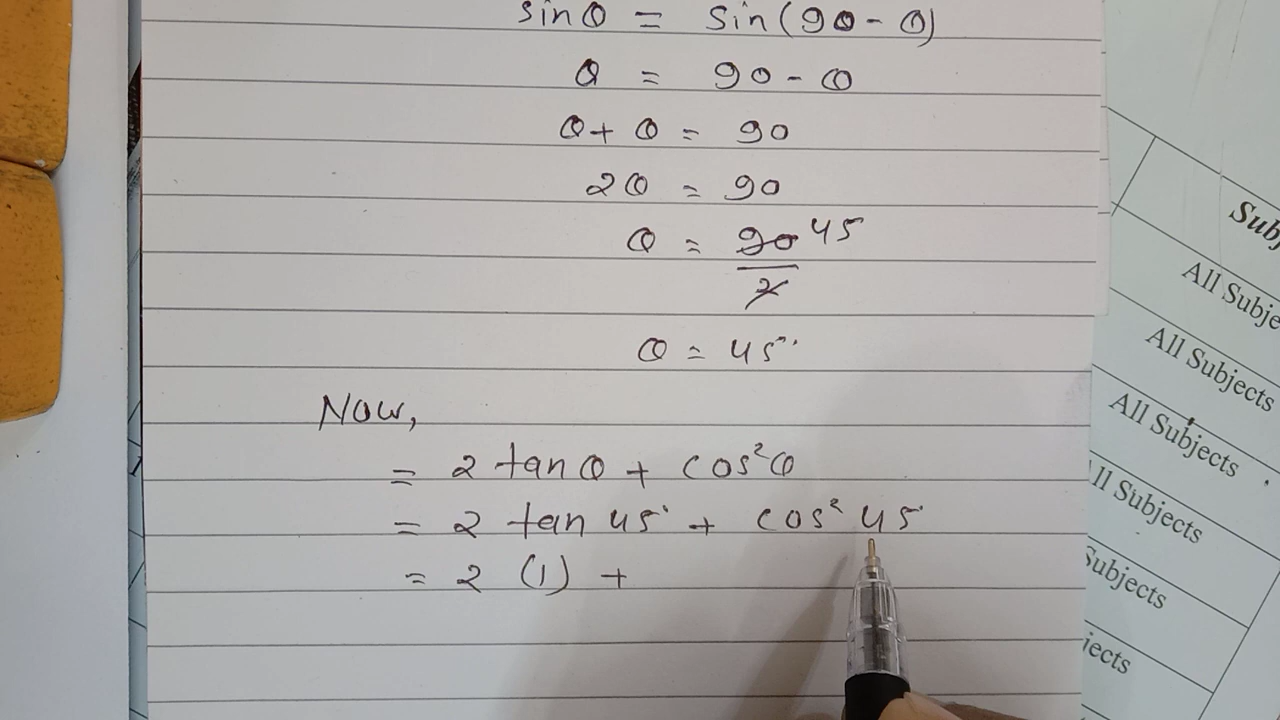 sinθ = sin(90-θ)
θ = 90-θ
θ+θ = 90
2θ = 90
θ = 90/2 45
θ = 45°
Now,
= 2 tanθ + cos²θ
= 2 tan 45° + cos² 45°
= 2 (1) +
Sub
All Subje
All Subjects
All Subjects
ll Subjects
Subjects
jects